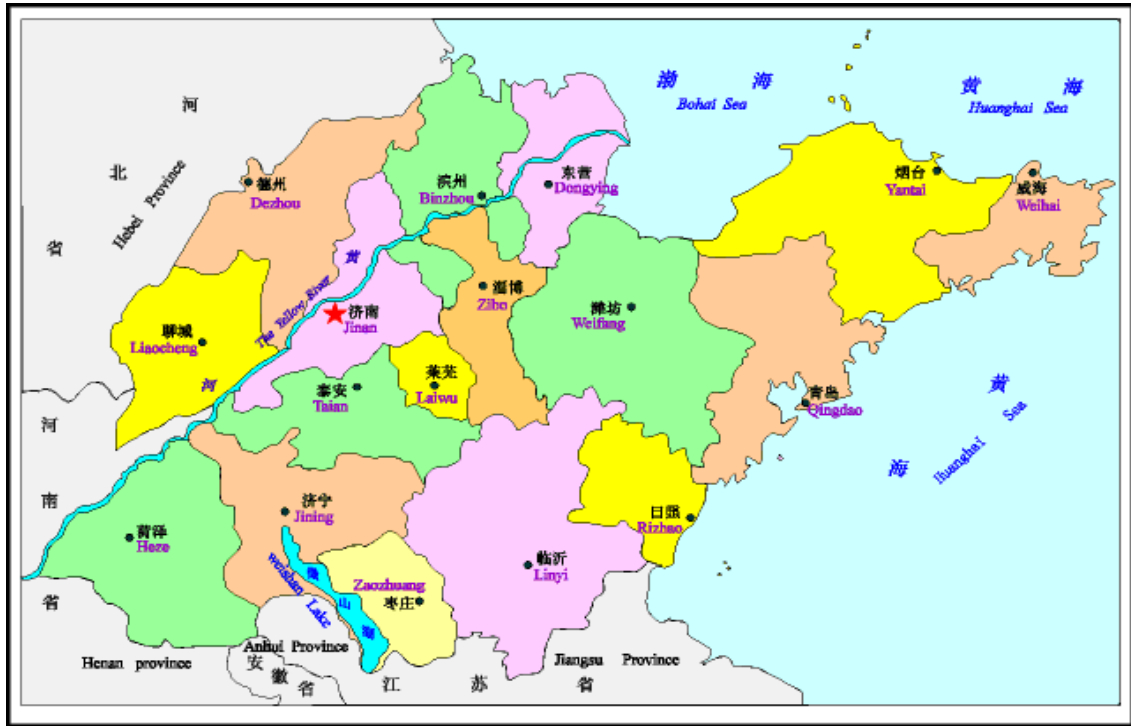 渤海
Bohai Sea
黄海
Huanghai Sea
河北省
Hebei Province
德州
Dezhou
滨州
Binzhou
东营
Dongying
烟台
Yantai
威海
Weihai
黄河
The Yellow River
聊城
Liaocheng
济南
Jinan
淄博
Zibo
潍坊
Weifang
泰安
Taian
莱芜
Laiwu
青岛
Qingdao
黄海
Huanghai Sea
河南省
Henan province
菏泽
Heze
济宁
Jining
weishan Lake
微山湖
Zaozhuang
枣庄
临沂
Linyi
日照
Rizhao
Anhui Province
安徽省
Jiangsu Province
江苏省